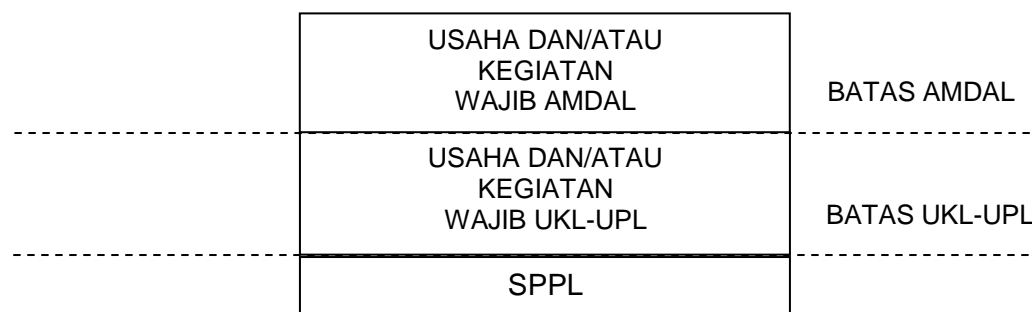 USAHA DAN/ATAU
KEGIATAN
WAJIB AMDAL
BATAS AMDAL
USAHA DAN/ATAU
KEGIATAN
WAJIB UKL-UPL
BATAS UKL-UPL
SPPL